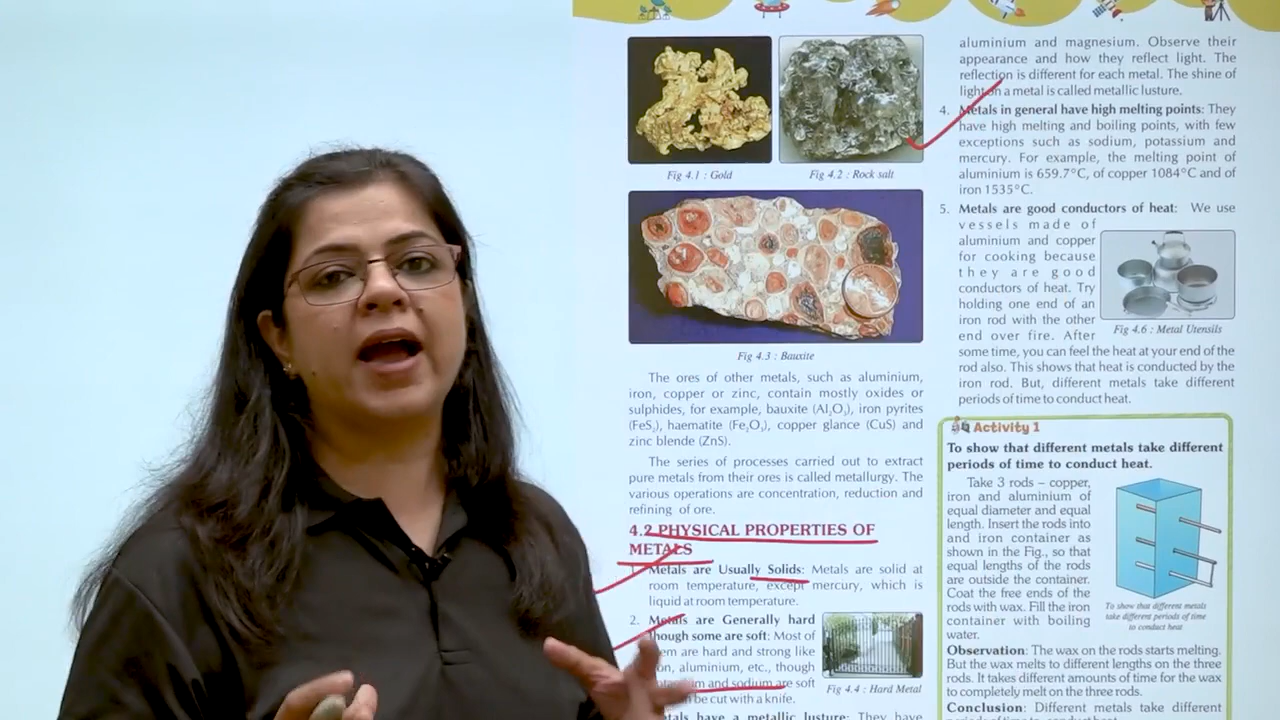 Fig 4.1 : Gold
Fig 4.2 : Rock salt
Fig 4.3 : Bauxite
The ores of other metals, such as aluminium,
iron, copper or zinc, contain mostly oxides or
sulphides, for example, bauxite (Al₂O₃), iron pyrites
(FeS₂), haematite (Fe₂O₃), copper glance (CuS) and
zinc blende (ZnS).
The series of processes carried out to extract
pure metals from their ores is called metallurgy. The
various operations are concentration, reduction and
refining of ore.
4.2 PHYSICAL PROPERTIES OF
METALS
1. Metals are Usually Solids: Metals are solid at
room temperature, except mercury, which is
liquid at room temperature.
2. Metals are Generally hard
though some are soft: Most of
them are hard and strong like
iron, aluminium, etc., though
and sodium are soft
be cut with a knife.
Fig 4.4 : Hard Metal
have a metallic lusture: They have
aluminium and magnesium. Observe their
appearance and how they reflect light. The
reflection is different for each metal. The shine of
light on a metal is called metallic lusture.
4. Metals in general have high melting points: They
have high melting and boiling points, with few
exceptions such as sodium, potassium and
mercury. For example, the melting point of
aluminium is 659.7°C, of copper 1084°C and of
iron 1535°C.
5. Metals are good conductors of heat: We use
vessels made of
aluminium and copper
for cooking because
they are good
conductors of heat. Try
holding one end of an
iron rod with the other
end over fire. After
some time, you can feel the heat at your end of the
rod also. This shows that heat is conducted by the
iron rod. But, different metals take different
periods of time to conduct heat.
Fig 4.6 : Metal Utensils
Activity 1
To show that different metals take different
periods of time to conduct heat.
Take 3 rods – copper,
iron and aluminium of
equal diameter and equal
length. Insert the rods into
and iron container as
shown in the Fig., so that
equal lengths of the rods
are outside the container.
Coat the free ends of the
rods with wax. Fill the iron
container with boiling
water.
To show that different metals
take different periods of time
to conduct heat
Observation: The wax on the rods starts melting.
But the wax melts to different lengths on the three
rods. It takes different amounts of time for the wax
to completely melt on the three rods.
Conclusion: Different metals take different